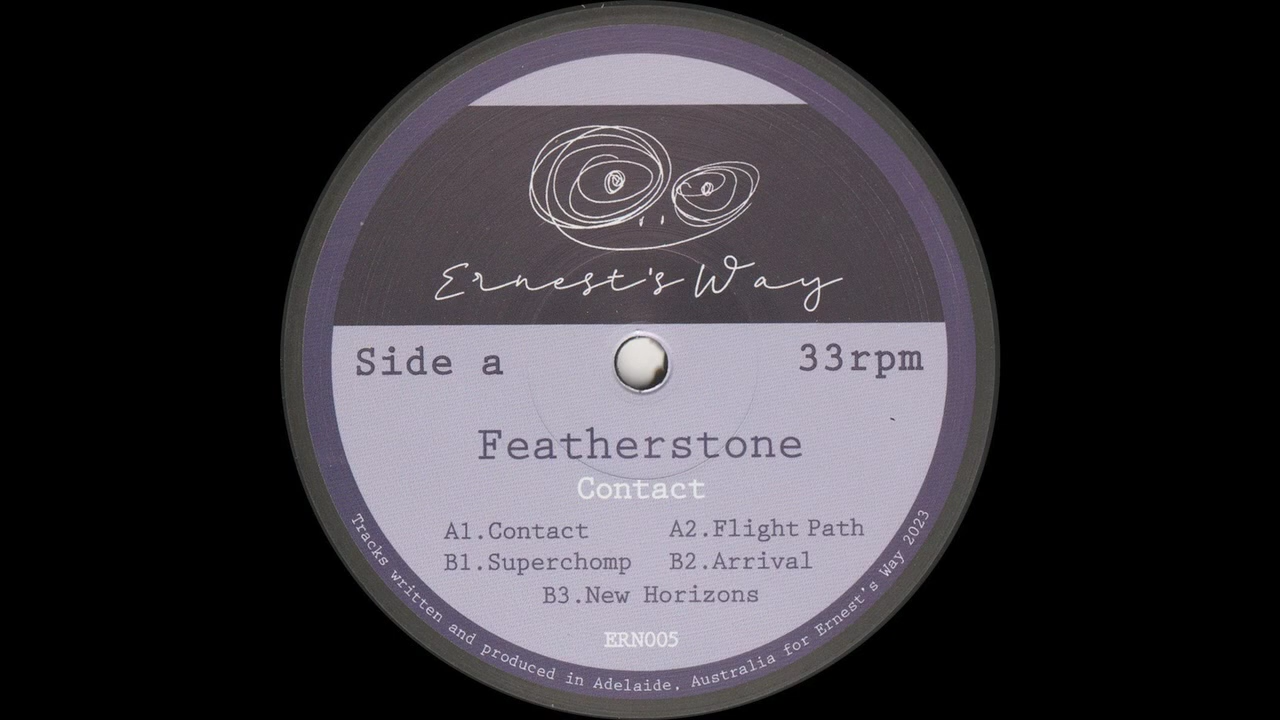 Ernest's Way
Side a
33rpm
Featherstone
Contact
A1.Contact
A2.Flight Path
B1.Superchomp
B2.Arrival
B3.New Horizons
ERN005
Tracks written and produced in Adelaide, Australia for Ernest's Way 2023